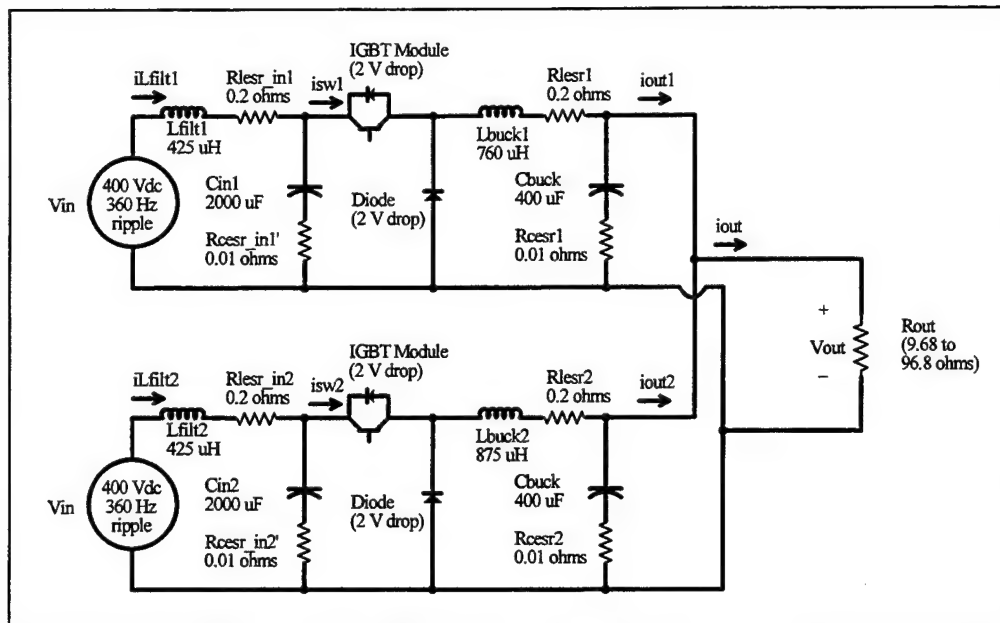 IGBT Module
(2 V drop)
iLfilt1
Rlesr_in1
0.2 ohms
isw1
Rlesr1
0.2 ohms
iout1
Lfilt1
425 uH
Lbuck1
760 uH
Vin
400 Vdc
360 Hz
ripple
Cin1
2000 uF
Diode
(2 V drop)
Cbuck
400 uF
Rcesr_in1'
0.01 ohms
Rcesr1
0.01 ohms
iout
+
Vout
−
Rout
(9.68 to
96.8 ohms)
IGBT Module
(2 V drop)
iLfilt2
Rlesr_in2
0.2 ohms
isw2
Rlesr2
0.2 ohms
iout2
Lfilt2
425 uH
Lbuck2
875 uH
Vin
400 Vdc
360 Hz
ripple
Cin2
2000 uF
Diode
(2 V drop)
Cbuck
400 uF
Rcesr_in2'
0.01 ohms
Rcesr2
0.01 ohms